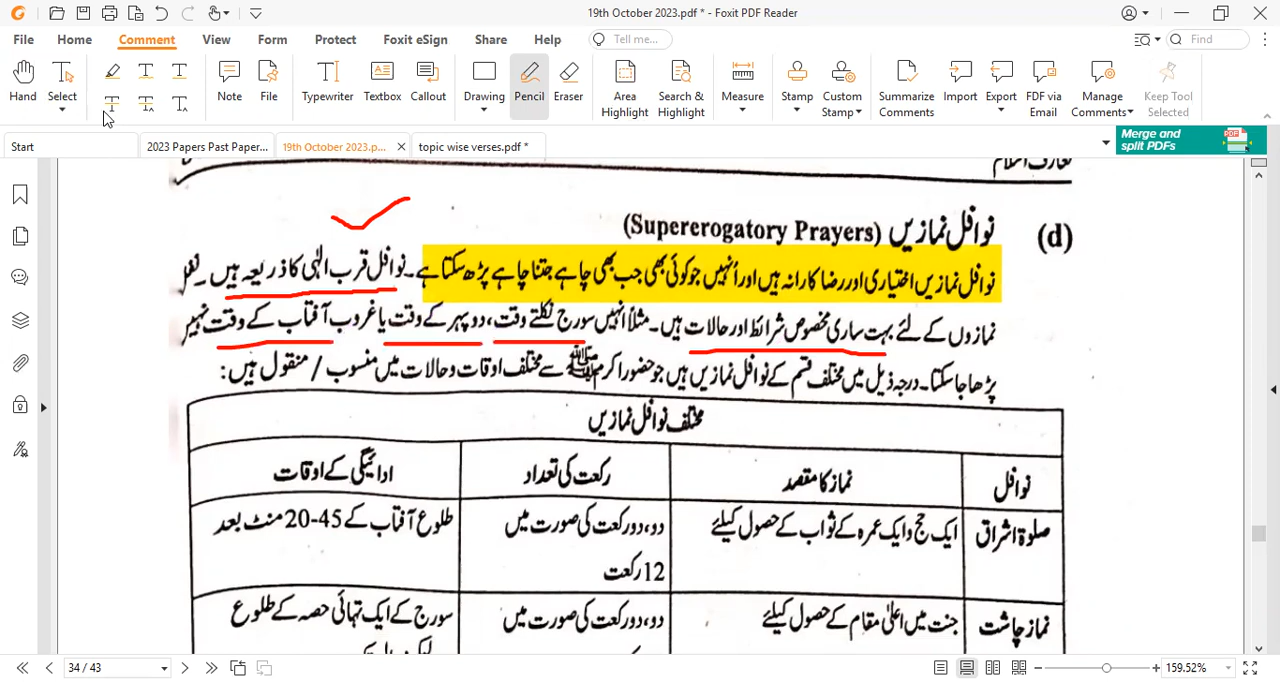 19th October 2023.pdf * - Foxit PDF Reader
File Home Comment View Form Protect Foxit eSign Share Help Tell me... Find
Hand Select Note File Typewriter Textbox Callout Drawing Pencil Eraser Area Highlight Search & Highlight Measure Stamp Custom Stamp Summarize Comments Import Export FDF via Email Manage Comments Keep Tool Selected
Start 2023 Papers Past Paper... 19th October 2023.p... topic wise verses.pdf * Merge and split PDFs
تعارف اسلام
(d) نوافل نمازیں (Supererogatory Prayers)
نوافل نمازیں اختیاری اور رضا کارانہ ہیں اور اُنہیں جو کوئی بھی جب بھی چاہے جتنا چاہے پڑھ سکتا ہے۔ نوافل قرب الٰہی کا ذریعہ ہیں۔ نفل
نمازوں کے لئے بہت ساری مخصوص شرائط اور حالات ہیں۔ مثلاً انہیں سورج نکلتے وقت، دوپہر کے وقت یا غروب آفتاب کے وقت نہیں
پڑھا جا سکتا۔ درجہ ذیل میں مختلف قسم کے نوافل نمازیں ہیں جو حضور اکرم ﷺ سے مختلف اوقات و حالات میں منسوب / منقول ہیں:
مختلف نوافل نمازیں
نوافل نماز کا مقصد رکعت کی تعداد ادائیگی کے اوقات
صلوۃ اشراق ایک حج و ایک عمرہ کے ثواب کے حصول کیلئے دو، دو رکعت کی صورت میں طلوع آفتاب کے 45-20 منٹ بعد
12 رکعت
نماز چاشت جنت میں اعلیٰ مقام کے حصول کیلئے دو، دو رکعت کی صورت میں سورج کے ایک تہائی حصہ کے طلوع
34 / 43 159.52%